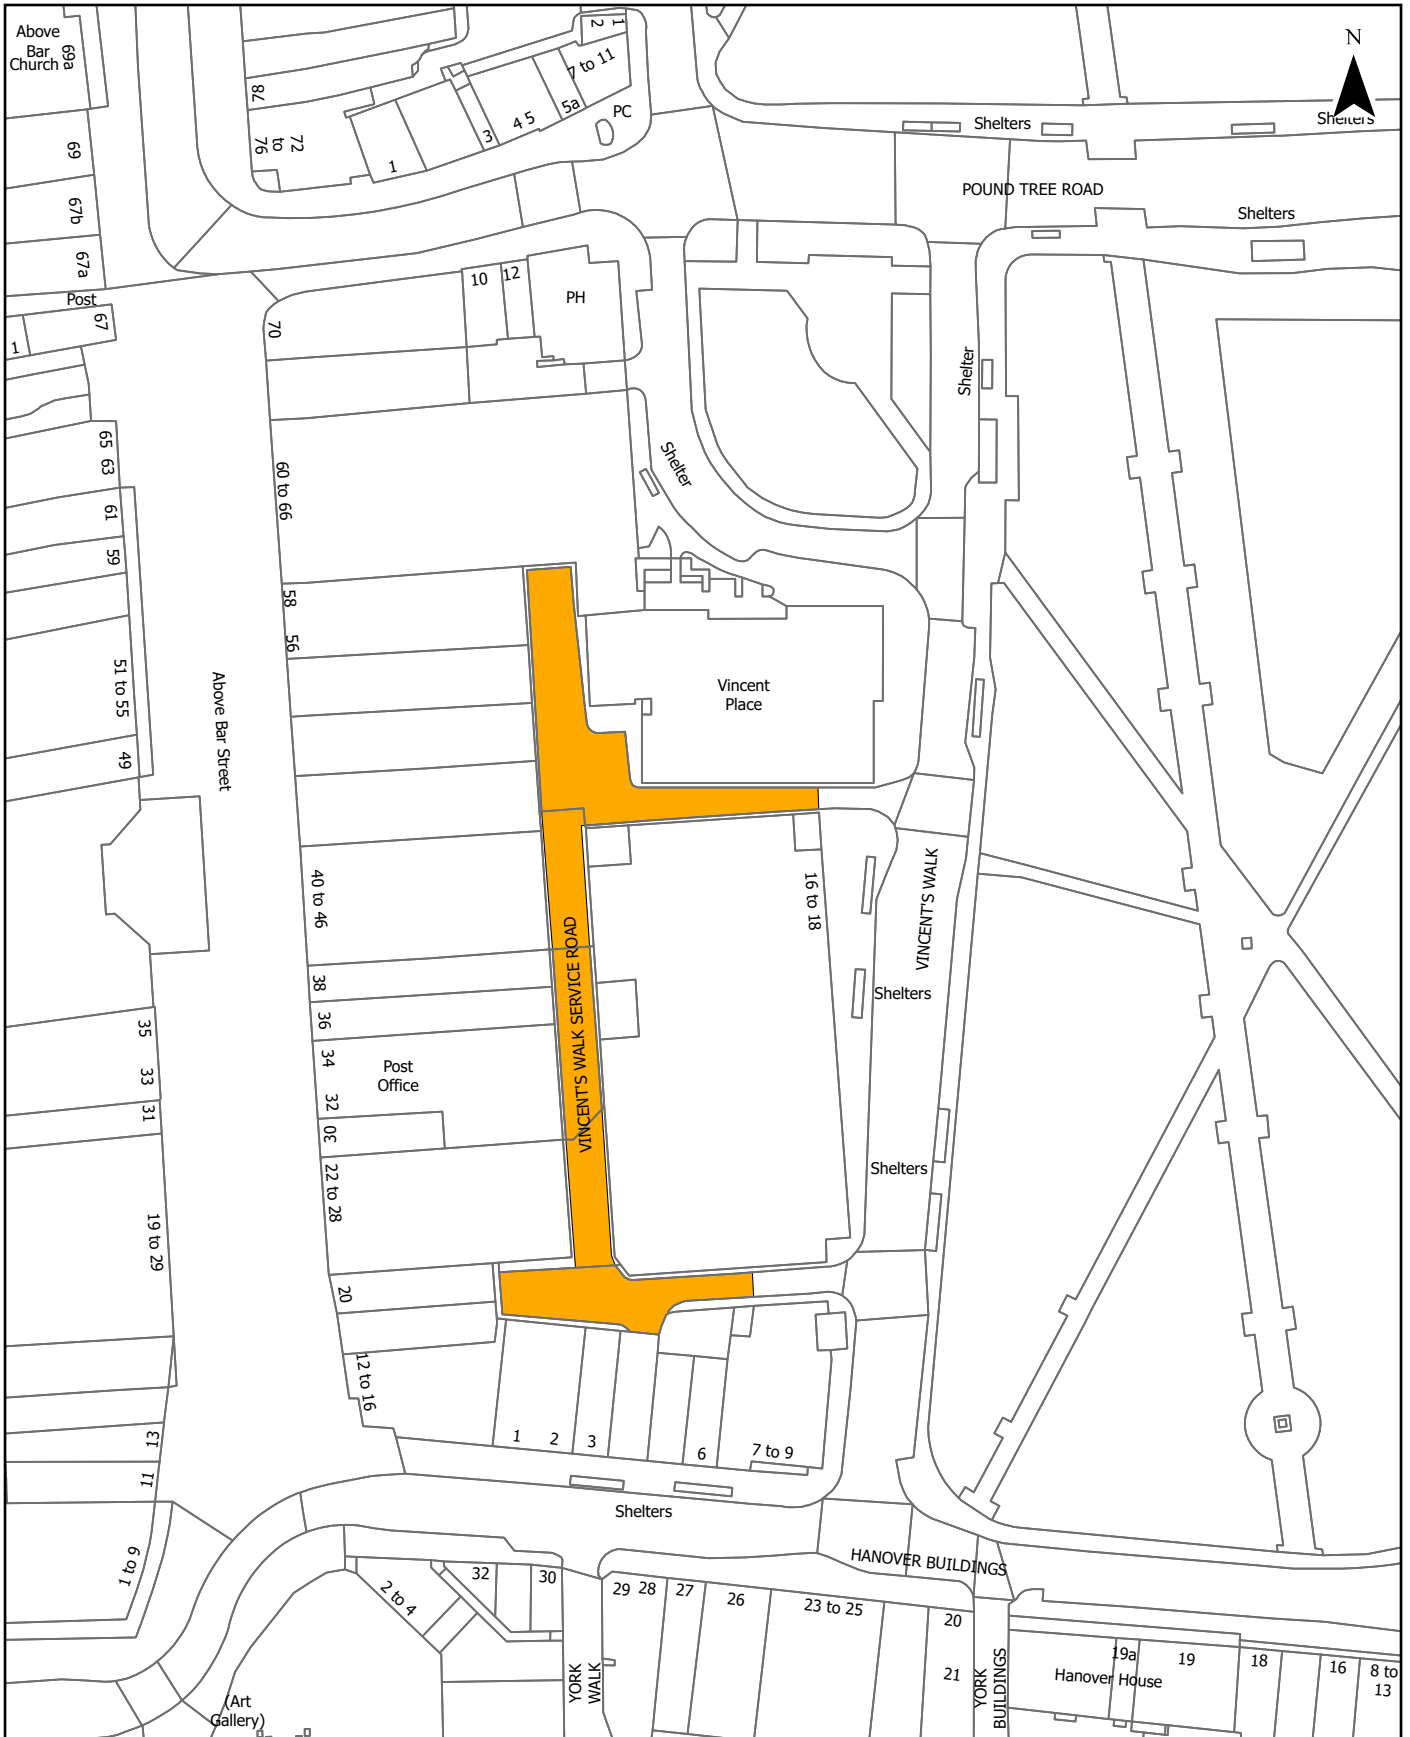 Above
Bar
Church
69a
2
1
7 to 11
N
78
5a
PC
4 5
3
Shelters
Shelters
72
to
76
69
1
POUND TREE ROAD
67b
Shelters
67a
10
12
PH
Post
67
70
1
Shelter
65
63
Shelter
60 to 66
61
59
58
56
51 to 55
Above Bar Street
Vincent
Place
49
40 to 46
16 to 18
VINCENT'S WALK
VINCENT'S WALK SERVICE ROAD
38
Shelters
36
35
34
Post
Office
33
32
31
30
Shelters
22 to 28
19 to 29
20
12 to 16
13
1
2
3
6
7 to 9
11
Shelters
1 to 9
HANOVER BUILDINGS
2 to 4
32
30
29
28
27
26
23 to 25
20
21
YORK
WALK
YORK
BUILDINGS
19a
19
Hanover House
18
16
8 to
13
(Art
Gallery)